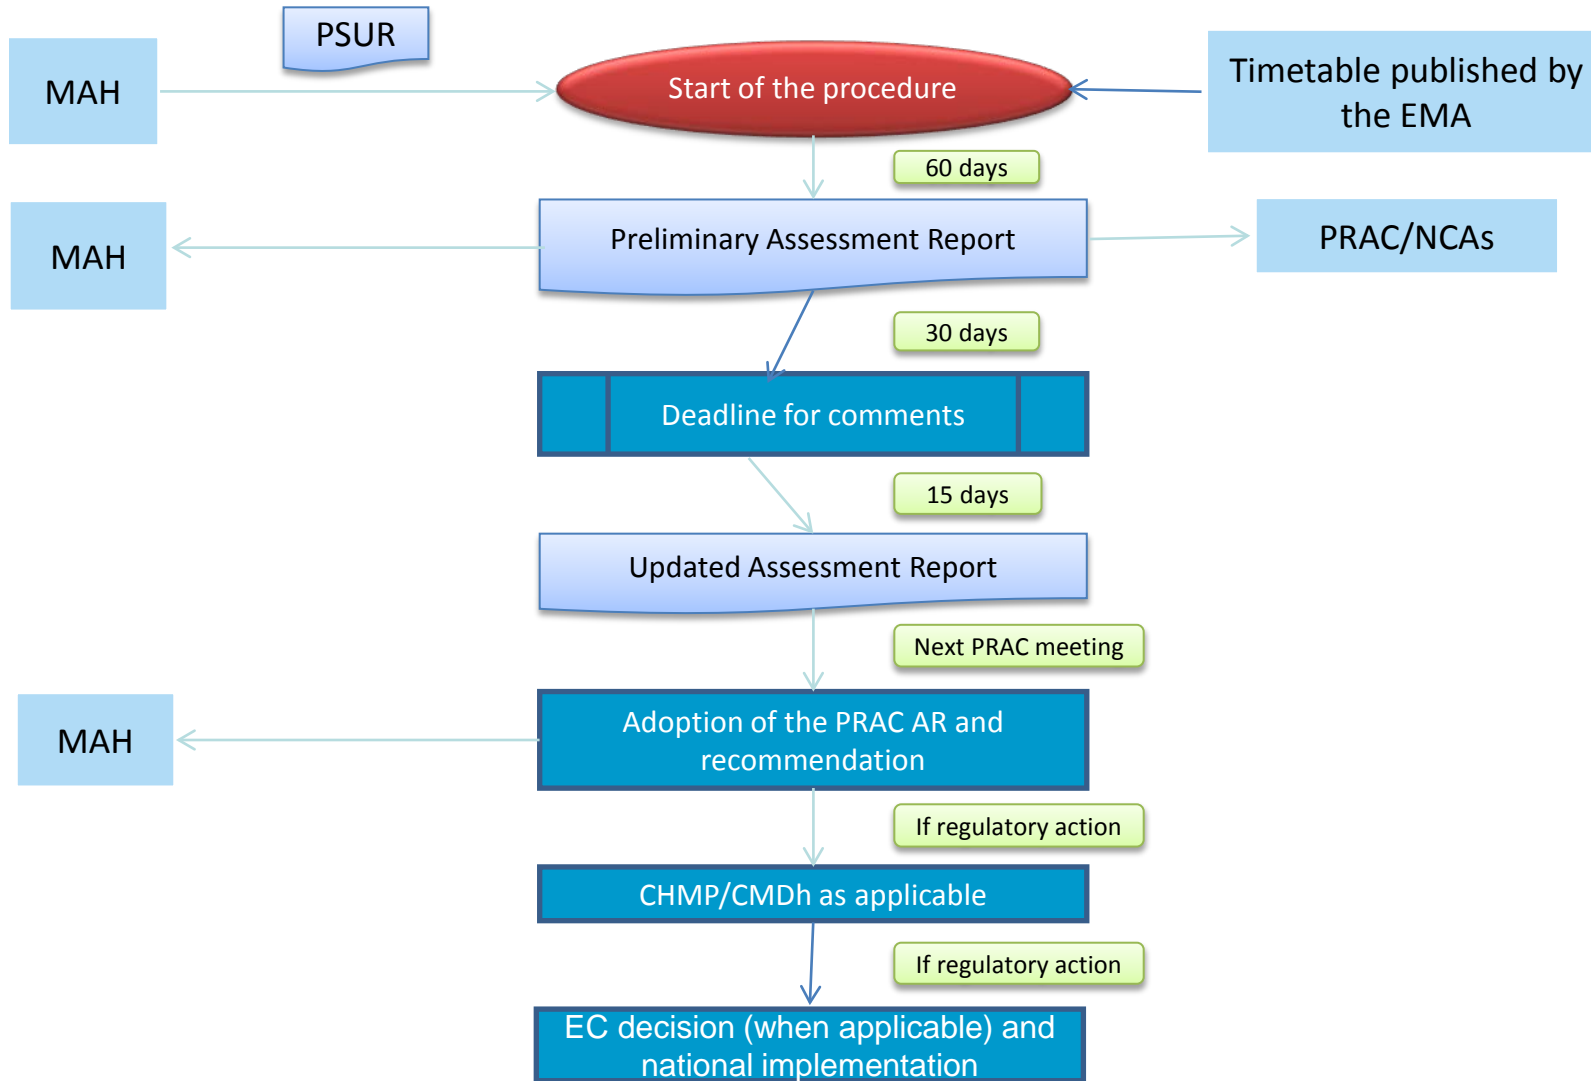 PSUR
MAH
Start of the procedure
Timetable published by
the EMA
60 days
MAH
Preliminary Assessment Report
PRAC/NCAs
30 days
Deadline for comments
15 days
Updated Assessment Report
Next PRAC meeting
MAH
Adoption of the PRAC AR and
recommendation
If regulatory action
CHMP/CMDh as applicable
If regulatory action
EC decision (when applicable) and
national implementation